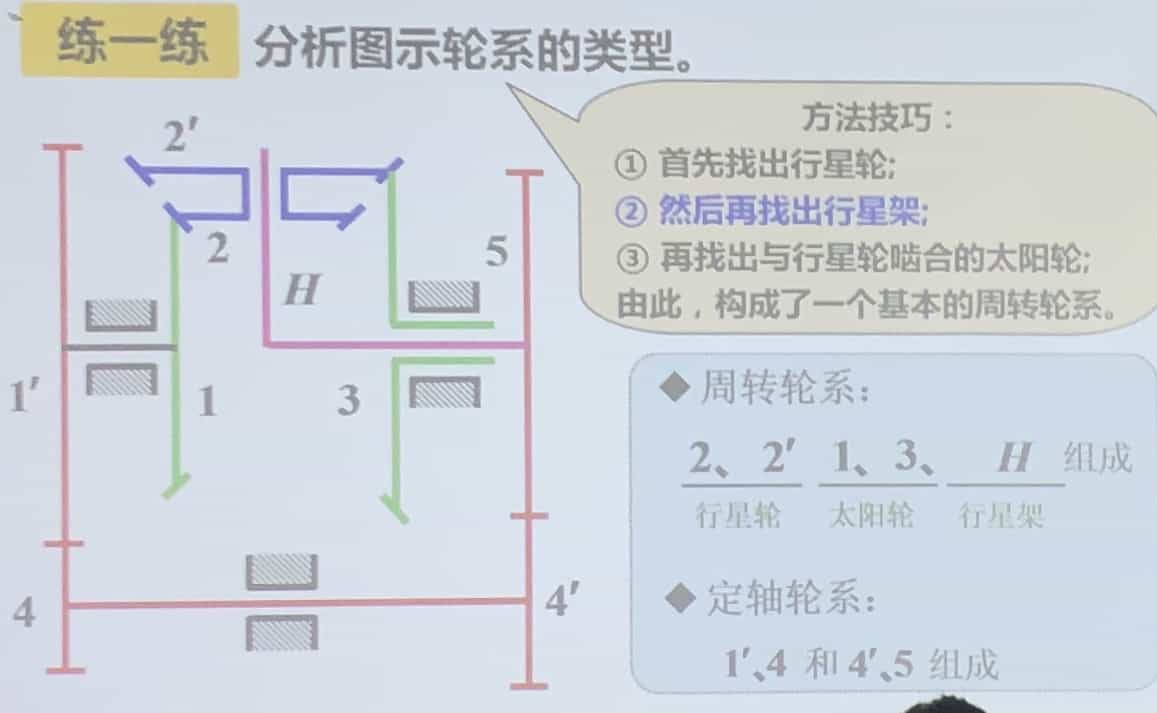 练一练 分析图示轮系的类型。
方法技巧：
① 首先找出行星轮;
② 然后再找出行星架;
③ 再找出与行星轮啮合的太阳轮;
由此，构成了一个基本的周转轮系。
2′
2
H
5
1′
1
3
4
4′
◆ 周转轮系：
2、2′ 1、3、 H 组成
行星轮 太阳轮 行星架
◆ 定轴轮系：
1′、4 和 4′、5 组成